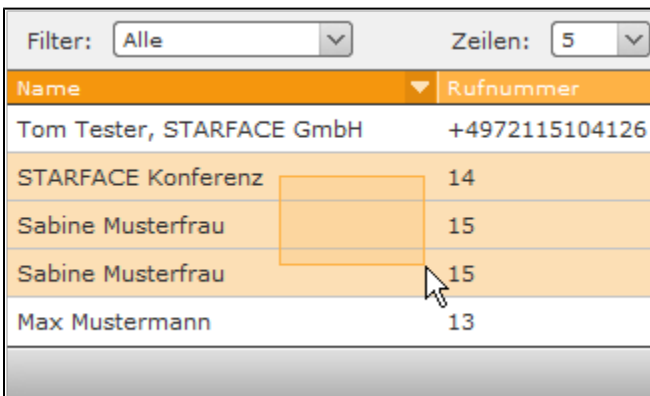 Filter: Alle Zeilen: 5
Name Rufnummer
Tom Tester, STARFACE GmbH +4972115104126
STARFACE Konferenz 14
Sabine Musterfrau 15
Sabine Musterfrau 15
Max Mustermann 13